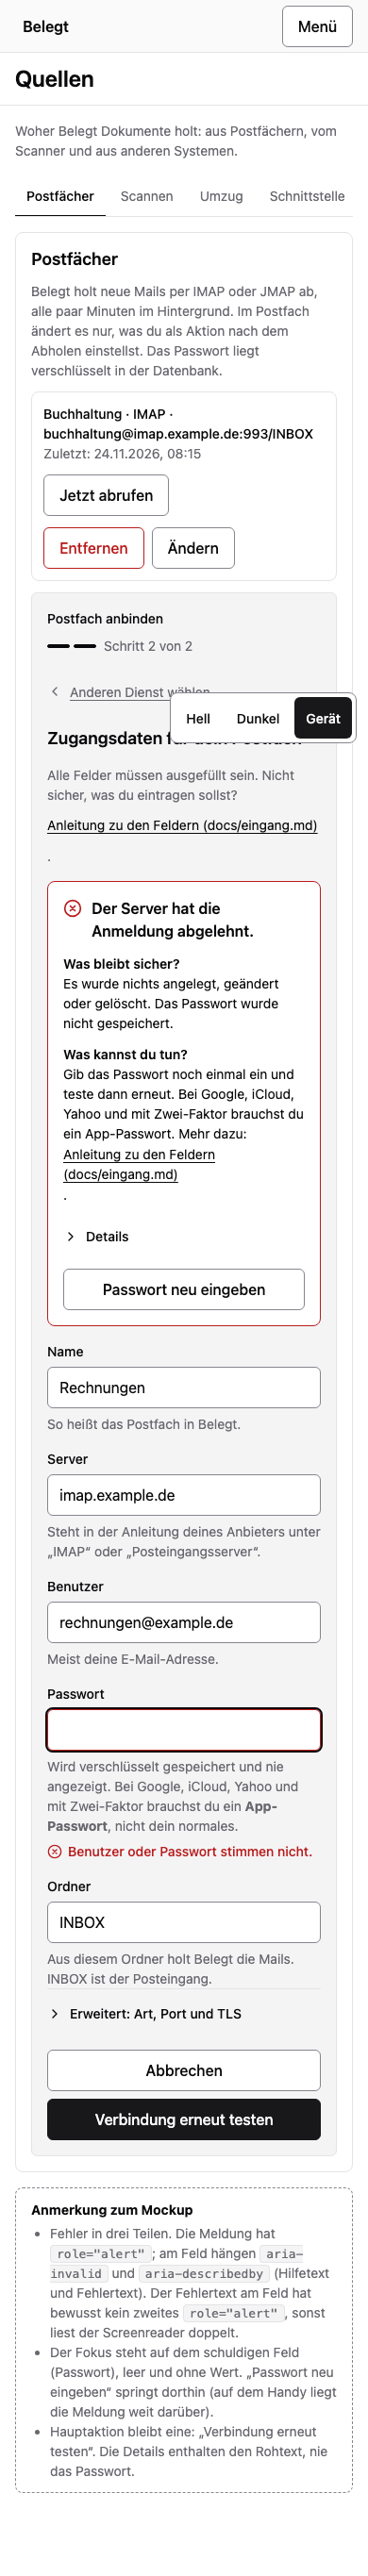 Belegt
Menü
Quellen
Woher Belegt Dokumente holt: aus Postfächern, vom
Scanner und aus anderen Systemen.
Postfächer Scannen Umzug Schnittstelle
Postfächer
Belegt holt neue Mails per IMAP oder JMAP ab,
alle paar Minuten im Hintergrund. Im Postfach
ändert es nur, was du als Aktion nach dem
Abholen einstellst. Das Passwort liegt
verschlüsselt in der Datenbank.
Buchhaltung · IMAP ·
buchhaltung@imap.example.de:993/INBOX
Zuletzt: 24.11.2026, 08:15
Jetzt abrufen
Entfernen Ändern
Postfach anbinden
Schritt 2 von 2
Anderen Dienst wählen
Hell Dunkel Gerät
Zugangsdaten für dein Postfach
Alle Felder müssen ausgefüllt sein. Nicht
sicher, was du eintragen sollst?
Anleitung zu den Feldern (docs/eingang.md)
.
Der Server hat die
Anmeldung abgelehnt.
Was bleibt sicher?
Es wurde nichts angelegt, geändert
oder gelöscht. Das Passwort wurde
nicht gespeichert.
Was kannst du tun?
Gib das Passwort noch einmal ein und
teste dann erneut. Bei Google, iCloud,
Yahoo und mit Zwei-Faktor brauchst du
ein App-Passwort. Mehr dazu:
Anleitung zu den Feldern
(docs/eingang.md)
.
Details
Passwort neu eingeben
Name
Rechnungen
So heißt das Postfach in Belegt.
Server
imap.example.de
Steht in der Anleitung deines Anbieters unter
„IMAP“ oder „Posteingangsserver“.
Benutzer
rechnungen@example.de
Meist deine E-Mail-Adresse.
Passwort
Wird verschlüsselt gespeichert und nie
angezeigt. Bei Google, iCloud, Yahoo und
mit Zwei-Faktor brauchst du ein App-
Passwort, nicht dein normales.
Benutzer oder Passwort stimmen nicht.
Ordner
INBOX
Aus diesem Ordner holt Belegt die Mails.
INBOX ist der Posteingang.
Erweitert: Art, Port und TLS
Abbrechen
Verbindung erneut testen
Anmerkung zum Mockup
• Fehler in drei Teilen. Die Meldung hat
role="alert"; am Feld hängen aria-
invalid und aria-describedby (Hilfetext
und Fehlertext). Der Fehlertext am Feld hat
bewusst kein zweites role="alert", sonst
liest der Screenreader doppelt.
• Der Fokus steht auf dem schuldigen Feld
(Passwort), leer und ohne Wert. „Passwort neu
eingeben“ springt dorthin (auf dem Handy liegt
die Meldung weit darüber).
• Hauptaktion bleibt eine: „Verbindung erneut
testen“. Die Details enthalten den Rohtext, nie
das Passwort.